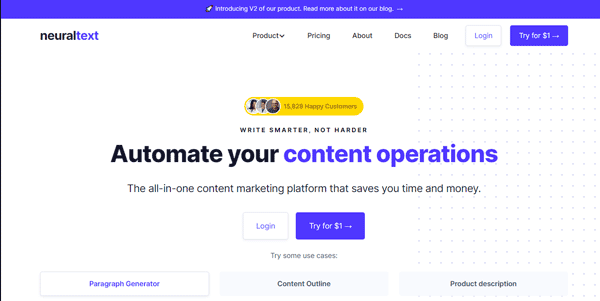 🚀 Introducing V2 of our product. Read more about it on our blog. →
neuraltext Product Pricing About Docs Blog Login Try for $1 →
15,828 Happy Customers
WRITE SMARTER, NOT HARDER
Automate your content operations
The all-in-one content marketing platform that saves you time and money.
Login Try for $1 →
Try some use cases:
Paragraph Generator Content Outline Product description